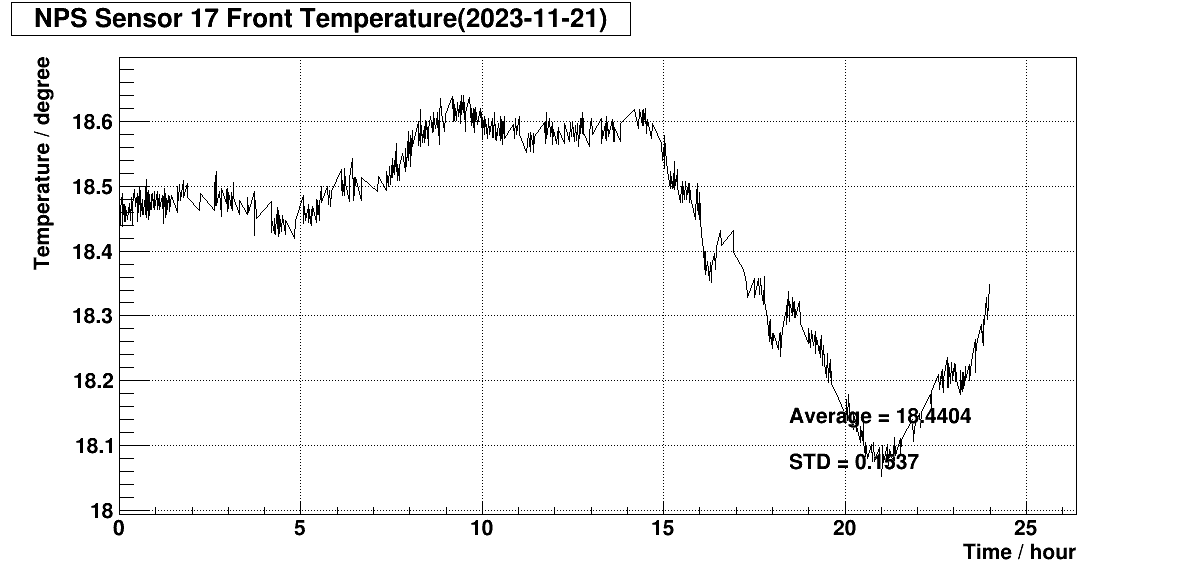 NPS Sensor 17 Front Temperature(2023-11-21)
Temperature / degree
18.6
18.5
18.4
18.3
18.2
18.1
18
Average = 18.4404
STD = 0.1537
0 5 10 15 20 25
Time / hour